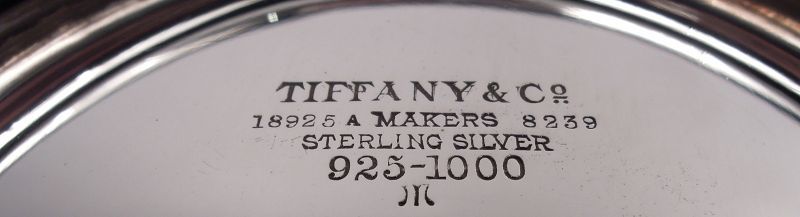 TIFFANY & Cº
18925 A MAKERS 8239
STERLING SILVER
925-1000
M